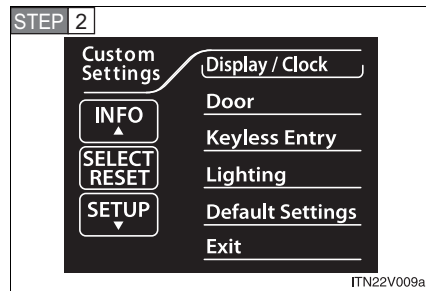 STEP 2
Custom
Settings
Display / Clock
INFO
Door
Keyless Entry
SELECT
RESET
Lighting
SETUP
Default Settings
Exit
ITN22V009a